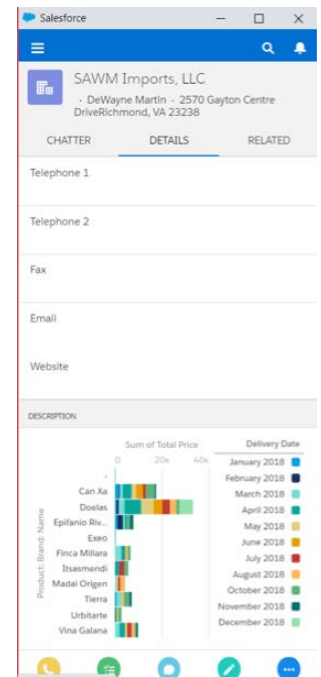 Salesforce
SAWM Imports, LLC
· DeWayne Martin · 2570 Gayton Centre
DriveRichmond, VA 23238
CHATTER DETAILS RELATED
Telephone 1
Telephone 2
Fax
Email
Website
DESCRIPTION
Sum of Total Price
0 20k 40k
Product: Brand: Name
-
Can Xa
Doelas
Epifanio Riv...
Exeo
Finca Millara
Itsasmendi
Madai Origen
Tierra
Urbitarte
Vina Galana
Delivery Date
January 2018
February 2018
March 2018
April 2018
May 2018
June 2018
July 2018
August 2018
October 2018
November 2018
December 2018